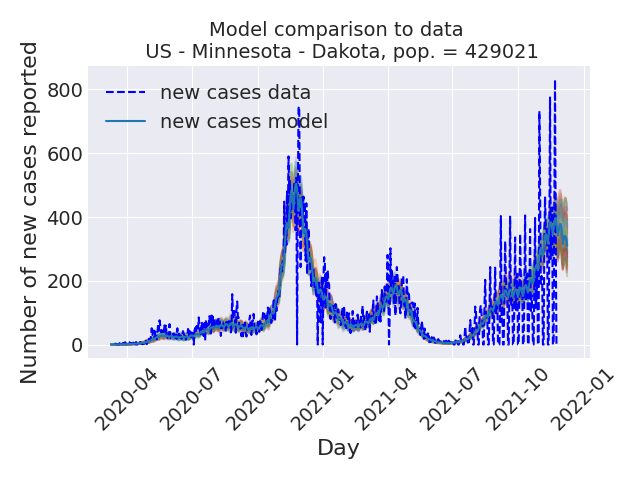 Model comparison to data
US - Minnesota - Dakota, pop. = 429021
Number of new cases reported
800
600
400
200
0
new cases data
new cases model
2020-04
2020-07
2020-10
2021-01
2021-04
2021-07
2021-10
2022-01
Day